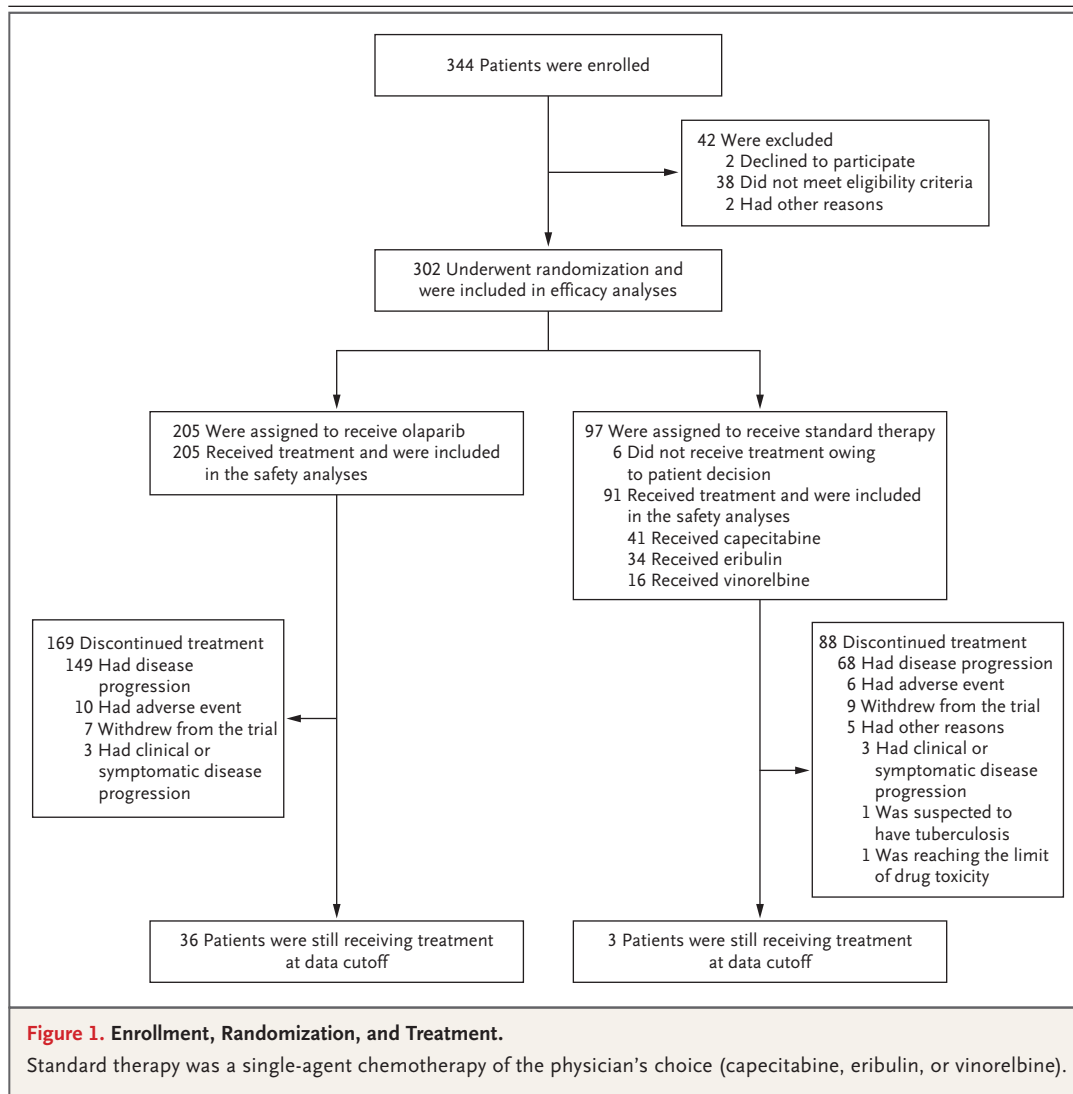 344 Patients were enrolled
42 Were excluded
2 Declined to participate
38 Did not meet eligibility criteria
2 Had other reasons
302 Underwent randomization and
were included in efficacy analyses
205 Were assigned to receive olaparib
205 Received treatment and were included
in the safety analyses
97 Were assigned to receive standard therapy
6 Did not receive treatment owing
to patient decision
91 Received treatment and were included
in the safety analyses
41 Received capecitabine
34 Received eribulin
16 Received vinorelbine
169 Discontinued treatment
149 Had disease
progression
10 Had adverse event
7 Withdrew from the trial
3 Had clinical or
symptomatic disease
progression
88 Discontinued treatment
68 Had disease progression
6 Had adverse event
9 Withdrew from the trial
5 Had other reasons
3 Had clinical or
symptomatic disease
progression
1 Was suspected to
have tuberculosis
1 Was reaching the limit
of drug toxicity
36 Patients were still receiving treatment
at data cutoff
3 Patients were still receiving treatment
at data cutoff
Figure 1. Enrollment, Randomization, and Treatment.
Standard therapy was a single-agent chemotherapy of the physician’s choice (capecitabine, eribulin, or vinorelbine).